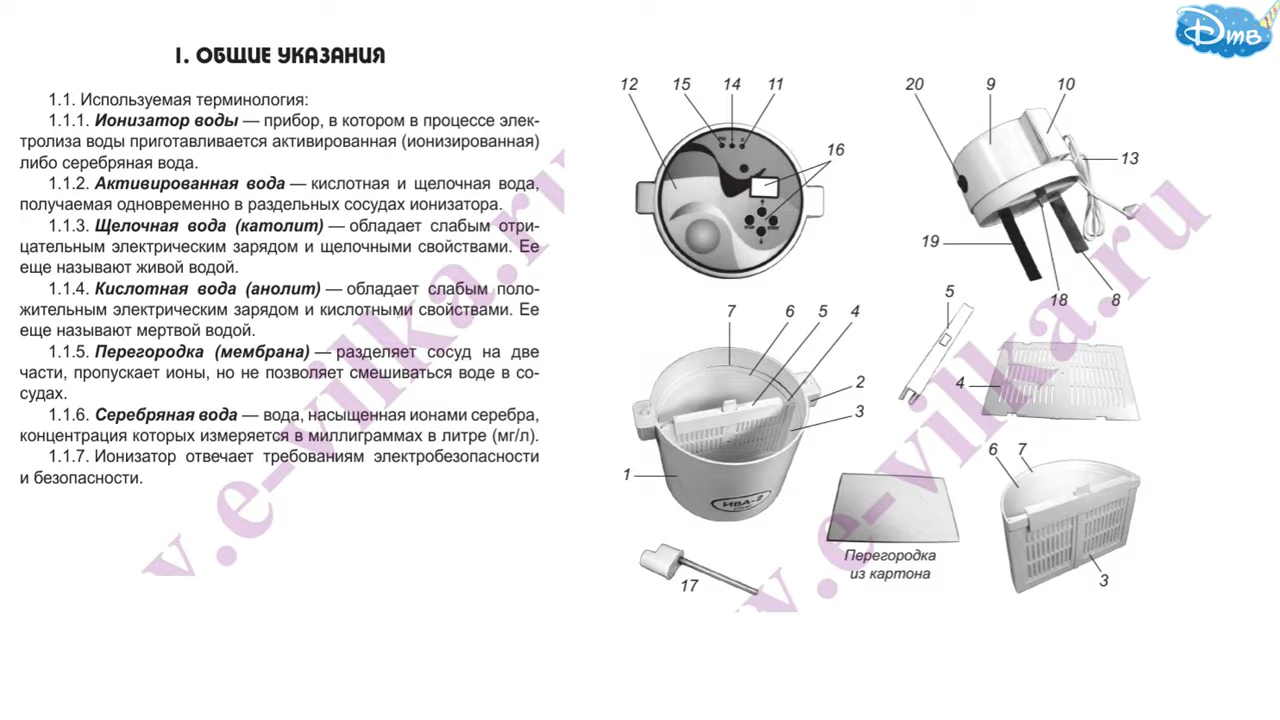 I. ОБЩИЕ УКАЗАНИЯ
1.1. Используемая терминология:
1.1.1. Ионизатор воды — прибор, в котором в процессе элек-
тролиза воды приготавливается активированная (ионизированная)
либо серебряная вода.
1.1.2. Активированная вода — кислотная и щелочная вода,
получаемая одновременно в раздельных сосудах ионизатора.
1.1.3. Щелочная вода (католит) — обладает слабым отри-
цательным электрическим зарядом и щелочными свойствами. Ее
еще называют живой водой.
1.1.4. Кислотная вода (анолит) — обладает слабым поло-
жительным электрическим зарядом и кислотными свойствами. Ее
еще называют мертвой водой.
1.1.5. Перегородка (мембрана) — разделяет сосуд на две
части, пропускает ионы, но не позволяет смешиваться воде в со-
судах.
1.1.6. Серебряная вода — вода, насыщенная ионами серебра,
концентрация которых измеряется в миллиграммах в литре (мг/л).
1.1.7. Ионизатор отвечает требованиям электробезопасности
и безопасности.
v.e-vilka.ru
Dmв
12 15 14 11
16
20 9 10
13
19
18 8
7 6 5 4
2
3
1
ИВА-2
5
4
6 7
3
17
Перегородка
из картона
v.e-vilka.ru